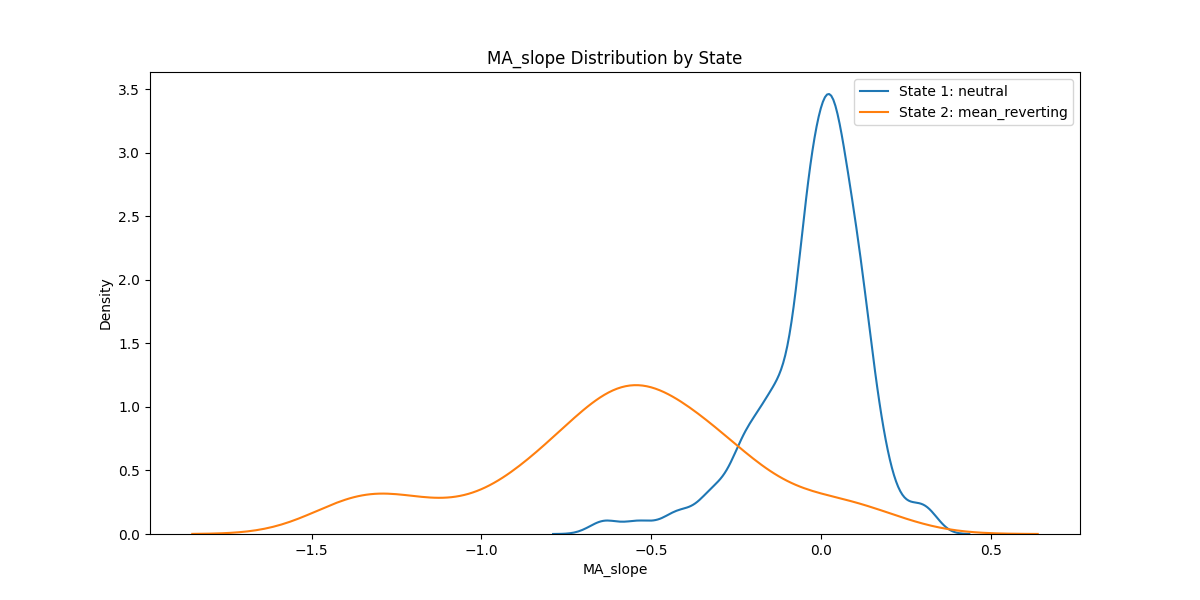 MA_slope Distribution by State
State 1: neutral
State 2: mean_reverting
Density
3.5
3.0
2.5
2.0
1.5
1.0
0.5
0.0
−1.5
−1.0
−0.5
0.0
0.5
MA_slope